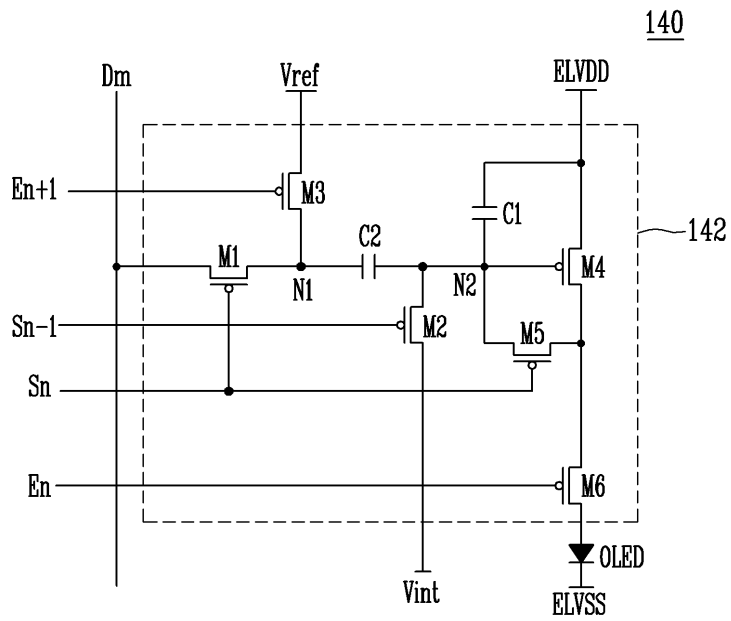 140
Dm
Vref
ELVDD
En+1
M3
C1
142
M1
C2
N1
N2
M4
Sn-1
M2
M5
Sn
En
M6
OLED
Vint
ELVSS